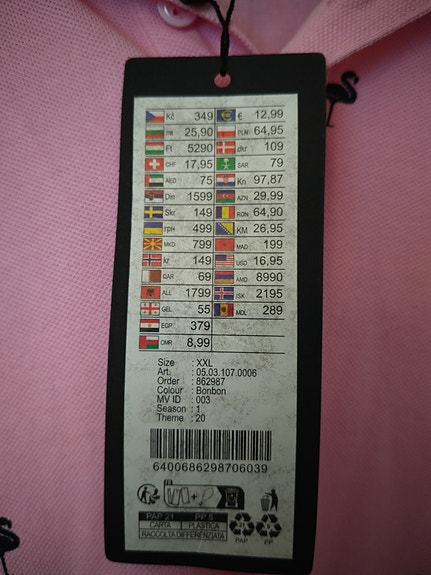 Kč 349 € 12,99
лв 25,90 PLN 64,95
Ft 5290 dkr 109
CHF 17,95 SAR 79
AED 75 Kn 97,87
Din 1599 AZN 29,99
Skr 149 RON 64,90
грн 499 KM 26,95
MKD 799 MAD 199
kr 149 USD 16,95
QAR 69 AMD 8990
ALL 1799 ISK 2195
GEL 55 MDL 289
EGP 379
OMR 8,99
Size : XXL
Art. : 05.03.107.0006
Order : 862987
Colour : Bonbon
MV ID : 003
Season : 1
Theme : 20
6400686298706039
PAP 21 PP 5
CARTA PLASTICA
RACCOLTA DIFFERENZIATA
21 5
PAP PP